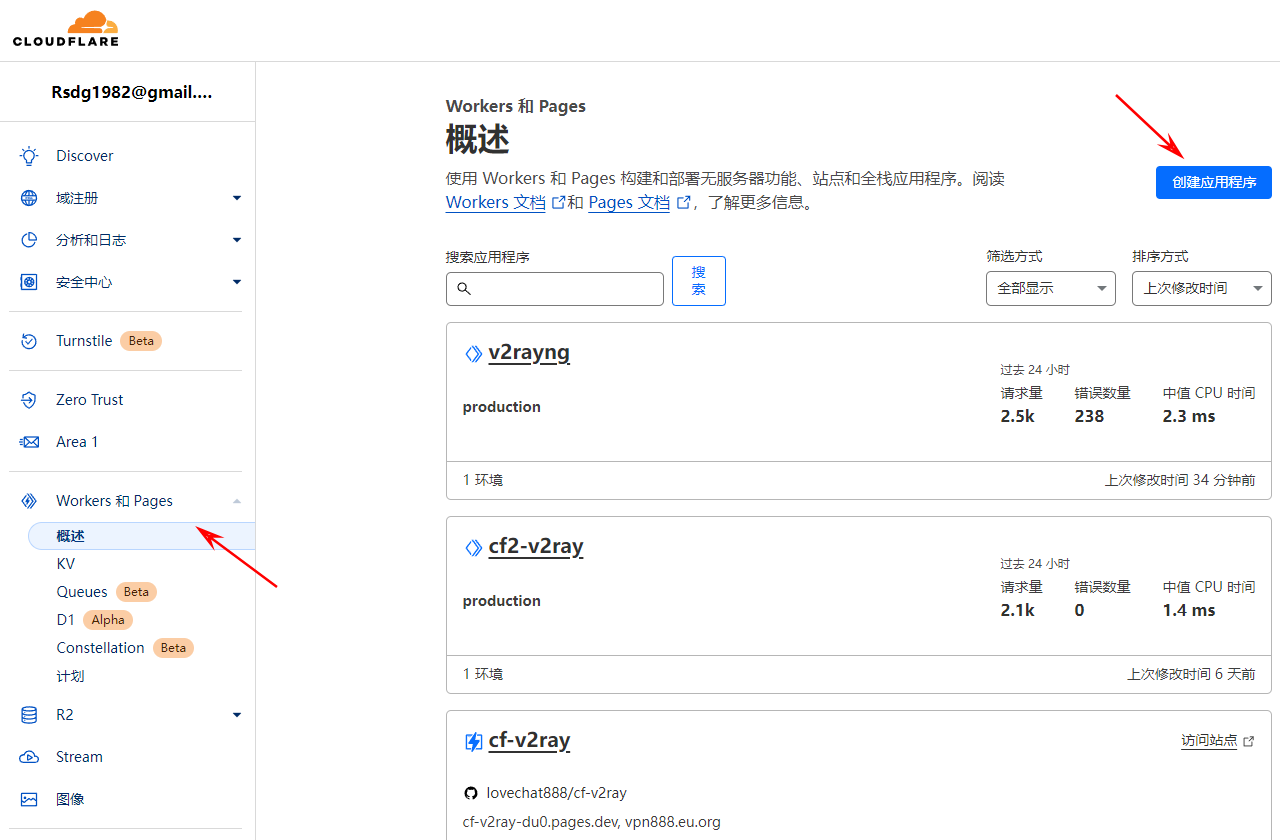 CLOUDFLARE
Rsdg1982@gmail....
Discover
域注册
分析和日志
安全中心
Turnstile Beta
Zero Trust
Area 1
Workers 和 Pages
概述
KV
Queues Beta
D1 Alpha
Constellation Beta
计划
R2
Stream
图像
Workers 和 Pages
概述
使用 Workers 和 Pages 构建和部署无服务器功能、站点和全栈应用程序。阅读
Workers 文档 和 Pages 文档 ，了解更多信息。
创建应用程序
搜索应用程序
搜
索
筛选方式
全部显示
排序方式
上次修改时间
v2rayng
production
过去 24 小时
请求量 错误数量 中值 CPU 时间
2.5k 238 2.3 ms
1 环境 上次修改时间 34 分钟前
cf2-v2ray
production
过去 24 小时
请求量 错误数量 中值 CPU 时间
2.1k 0 1.4 ms
1 环境 上次修改时间 6 天前
cf-v2ray 访问站点
lovechat888/cf-v2ray
cf-v2ray-du0.pages.dev, vpn888.eu.org